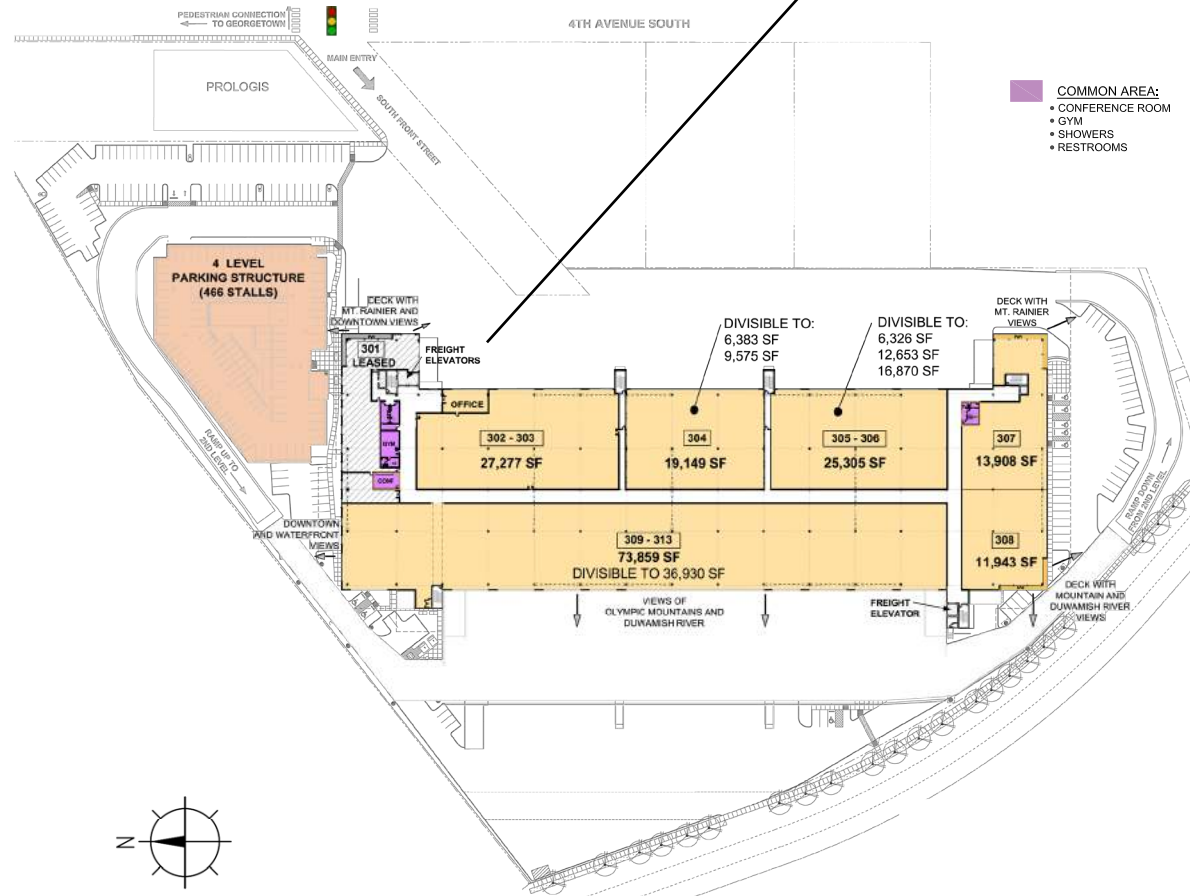 PEDESTRIAN CONNECTION
TO GEORGETOWN
4TH AVENUE SOUTH
MAIN ENTRY
PROLOGIS
SOUTH FRONT STREET
COMMON AREA:
• CONFERENCE ROOM
• GYM
• SHOWERS
• RESTROOMS
4 LEVEL
PARKING STRUCTURE
(466 STALLS)
DECK WITH
MT. RAINIER AND
DOWNTOWN VIEWS
301
LEASED
FREIGHT
ELEVATORS
DIVISIBLE TO:
6,383 SF
9,575 SF
DIVISIBLE TO:
6,326 SF
12,653 SF
16,870 SF
DECK WITH
MT. RAINIER
VIEWS
OFFICE
GYM
CONF
302 - 303
27,277 SF
304
19,149 SF
305 - 306
25,305 SF
307
13,908 SF
RAMP UP TO
2ND LEVEL
RAMP DOWN
FROM 2ND LEVEL
DOWNTOWN
AND WATERFRONT
VIEWS
309 - 313
73,859 SF
DIVISIBLE TO 36,930 SF
308
11,943 SF
VIEWS OF
OLYMPIC MOUNTAINS AND
DUWAMISH RIVER
FREIGHT
ELEVATOR
DECK WITH
MOUNTAIN AND
DUWAMISH RIVER
VIEWS
N